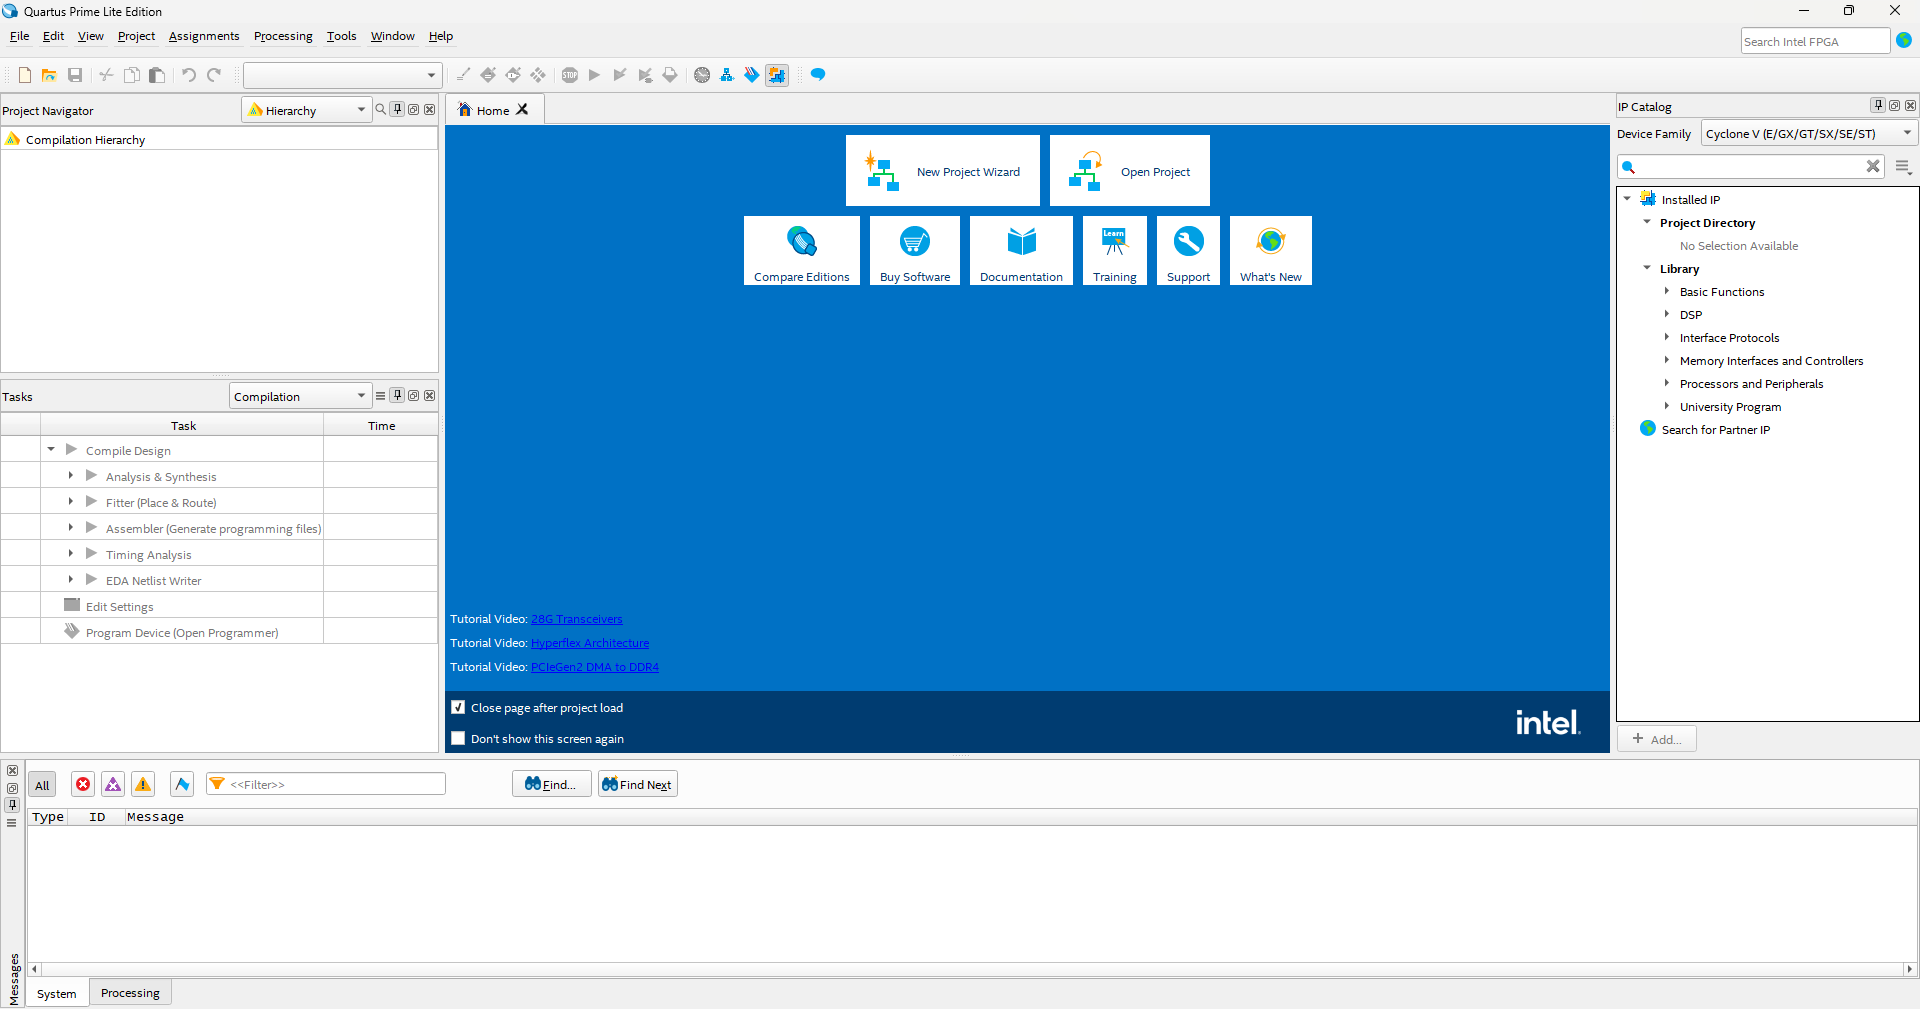 Quartus Prime Lite Edition
File Edit View Project Assignments Processing Tools Window Help
Search Intel FPGA
STOP
Project Navigator
Hierarchy
Compilation Hierarchy
Tasks
Compilation
Task Time
Compile Design
Analysis & Synthesis
Fitter (Place & Route)
Assembler (Generate programming files)
Timing Analysis
EDA Netlist Writer
Edit Settings
Program Device (Open Programmer)
Home
New Project Wizard
Open Project
Compare Editions
Buy Software
Documentation
Learn
Training
Support
What's New
Tutorial Video: 28G Transceivers
Tutorial Video: Hyperflex Architecture
Tutorial Video: PCIeGen2 DMA to DDR4
Close page after project load
Don't show this screen again
intel.
IP Catalog
Device Family Cyclone V (E/GX/GT/SX/SE/ST)
Installed IP
Project Directory
No Selection Available
Library
Basic Functions
DSP
Interface Protocols
Memory Interfaces and Controllers
Processors and Peripherals
University Program
Search for Partner IP
+ Add...
All
<<Filter>>
Find...
Find Next
Type ID Message
Messages
System Processing